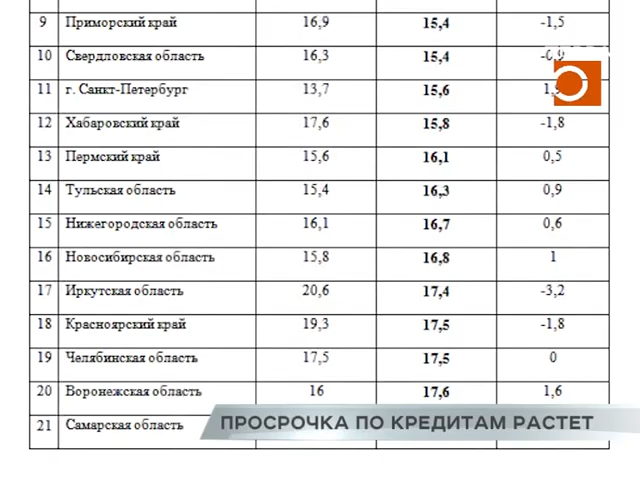 9 Приморский край 16,9 15,4 -1,5
10 Свердловская область 16,3 15,4 -0,9
11 г. Санкт-Петербург 13,7 15,6
12 Хабаровский край 17,6 15,8 -1,8
13 Пермский край 15,6 16,1 0,5
14 Тульская область 15,4 16,3 0,9
15 Нижегородская область 16,1 16,7 0,6
16 Новосибирская область 15,8 16,8 1
17 Иркутская область 20,6 17,4 -3,2
18 Красноярский край 19,3 17,5 -1,8
19 Челябинская область 17,5 17,5 0
20 Воронежская область 16 17,6 1,6
21 Самарская область
ПРОСРОЧКА ПО КРЕДИТАМ РАСТЕТ